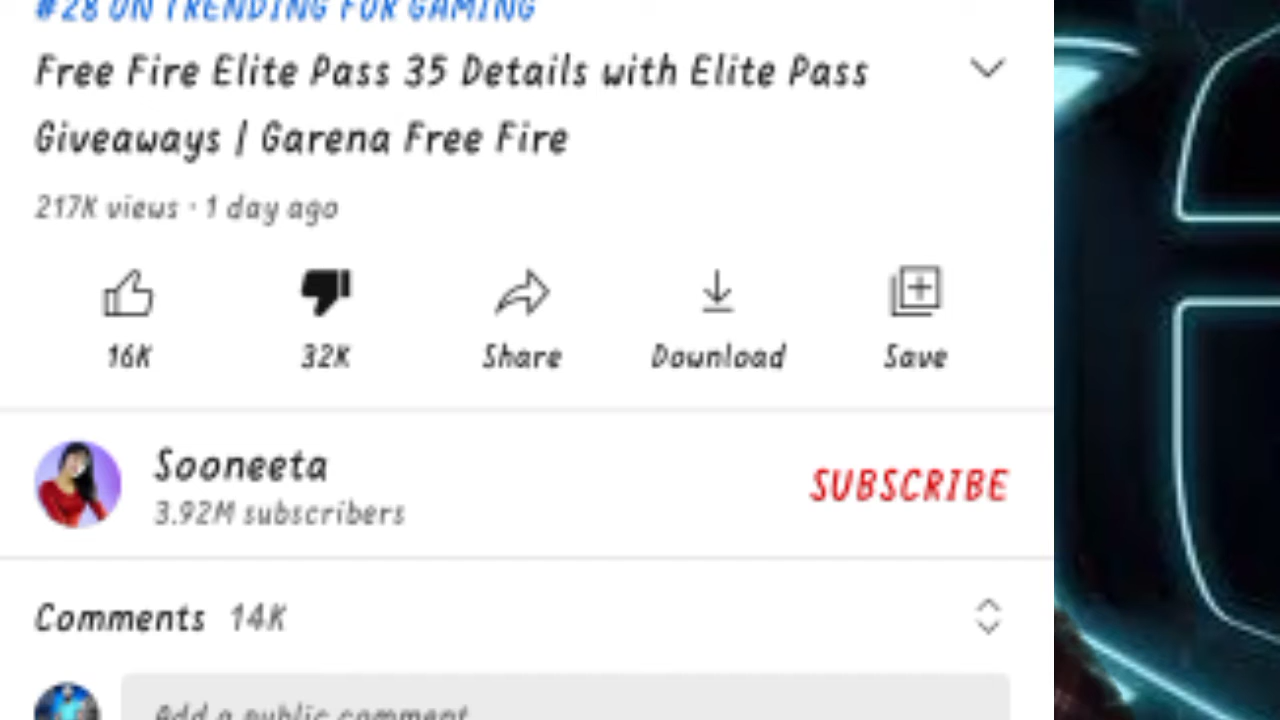 #28 ON TRENDING FOR GAMING
Free Fire Elite Pass 35 Details with Elite Pass
Giveaways | Garena Free Fire
217K views · 1 day ago
16K 32K Share Download Save
Sooneeta
3.92M subscribers
SUBSCRIBE
Comments 14K
Add a public comment